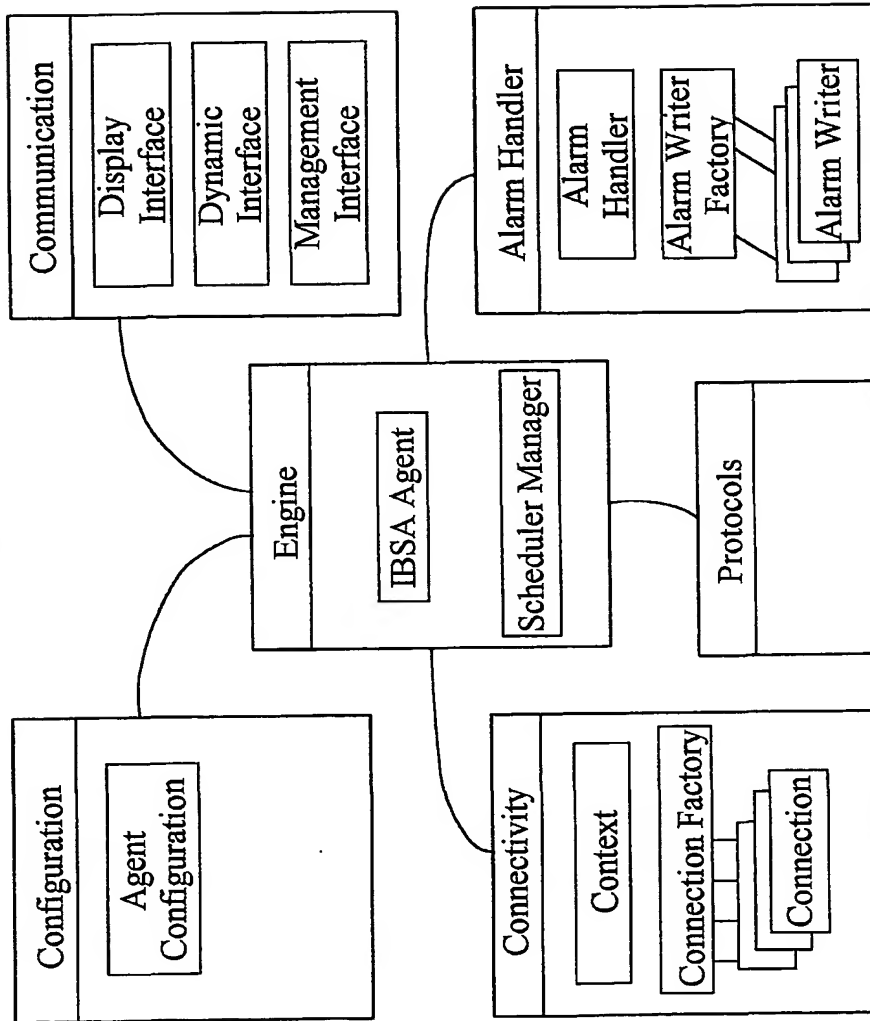 Configuration
Agent
Configuration
Communication
Display
Interface
Dynamic
Interface
Management
Interface
Engine
IBSA Agent
Scheduler Manager
Connectivity
Context
Connection Factory
Connection
Protocols
Alarm Handler
Alarm
Handler
Alarm Writer
Factory
Alarm Writer